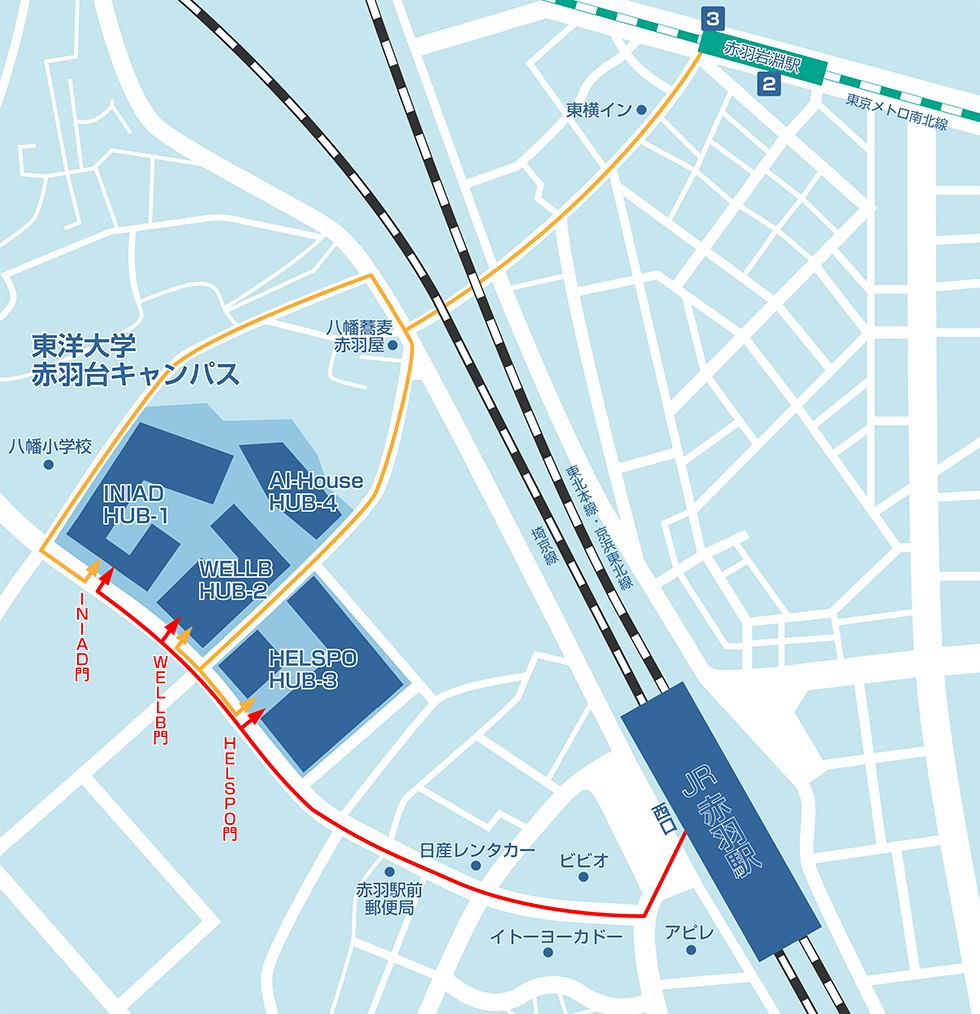 3
赤羽岩淵駅
2
東京メトロ南北線
東横イン
八幡蕎麦
赤羽屋
東洋大学
赤羽台キャンパス
八幡小学校
AI-House
HUB-4
INIAD
HUB-1
WELLB
HUB-2
HELSPO
HUB-3
埼京線
東北本線・京浜東北線
INIAD門
WELLB門
HELSPO門
JR 赤羽駅
西口
日産レンタカー
ビビオ
赤羽駅前
郵便局
イトーヨーカドー
アピレ